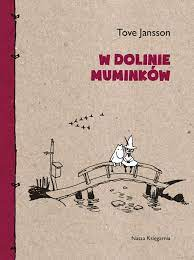 Tove Jansson
W DOLINIE
MUMINKÓW
Nasza Księgarnia